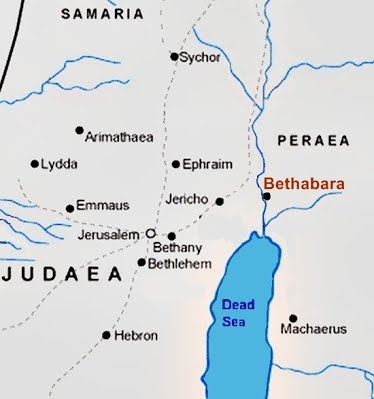 SAMARIA
Sychor
Arimathaea
PERAEA
Lydda
Ephraim
Bethabara
Jericho
Emmaus
Jerusalem
Bethany
JUDAEA
Bethlehem
Dead
Sea
Machaerus
Hebron